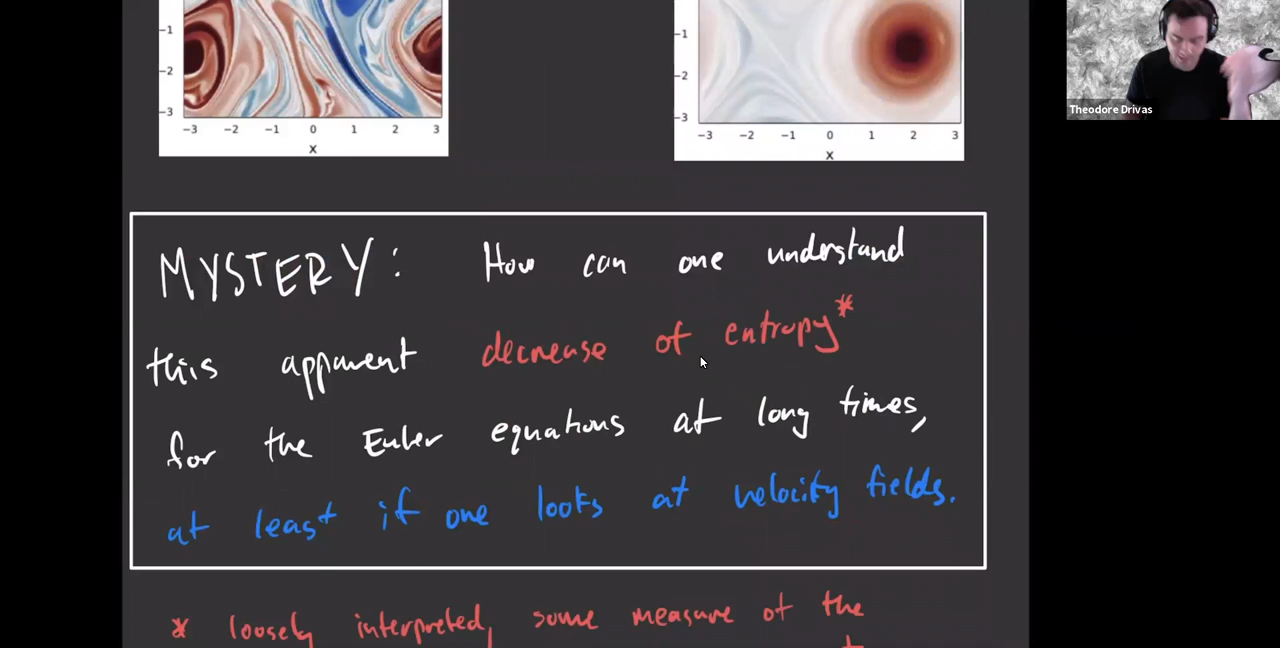 -1
-2
-3
-3 -2 -1 0 1 2 3
x
-1
-2
-3
-3 -2 -1 0 1 2 3
x
Theodore Drivas
MYSTERY: How can one understand
this apparent decrease of entropy*
for the Euler equations at long times,
at least if one looks at velocity fields.
* loosely interpreted, some measure of the